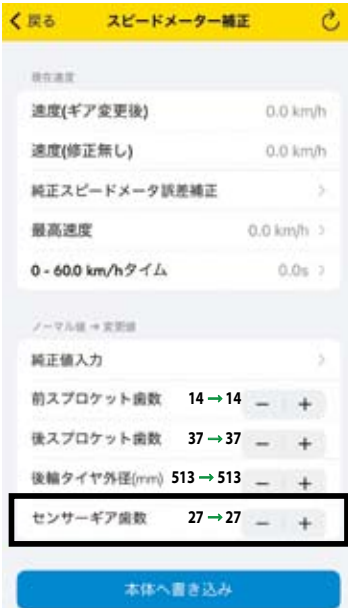 戻る スピードメーター補正
現在速度
速度(ギア変更後) 0.0 km/h
速度(修正無し) 0.0 km/h
純正スピードメータ誤差補正
最高速度 0.0 km/h
0 - 60.0 km/hタイム 0.0s
ノーマル値 → 変更値
純正値入力
前スプロケット歯数 14 → 14 − +
後スプロケット歯数 37 → 37 − +
後輪タイヤ外径(mm) 513 → 513 − +
センサーギア歯数 27 → 27 − +
本体へ書き込み